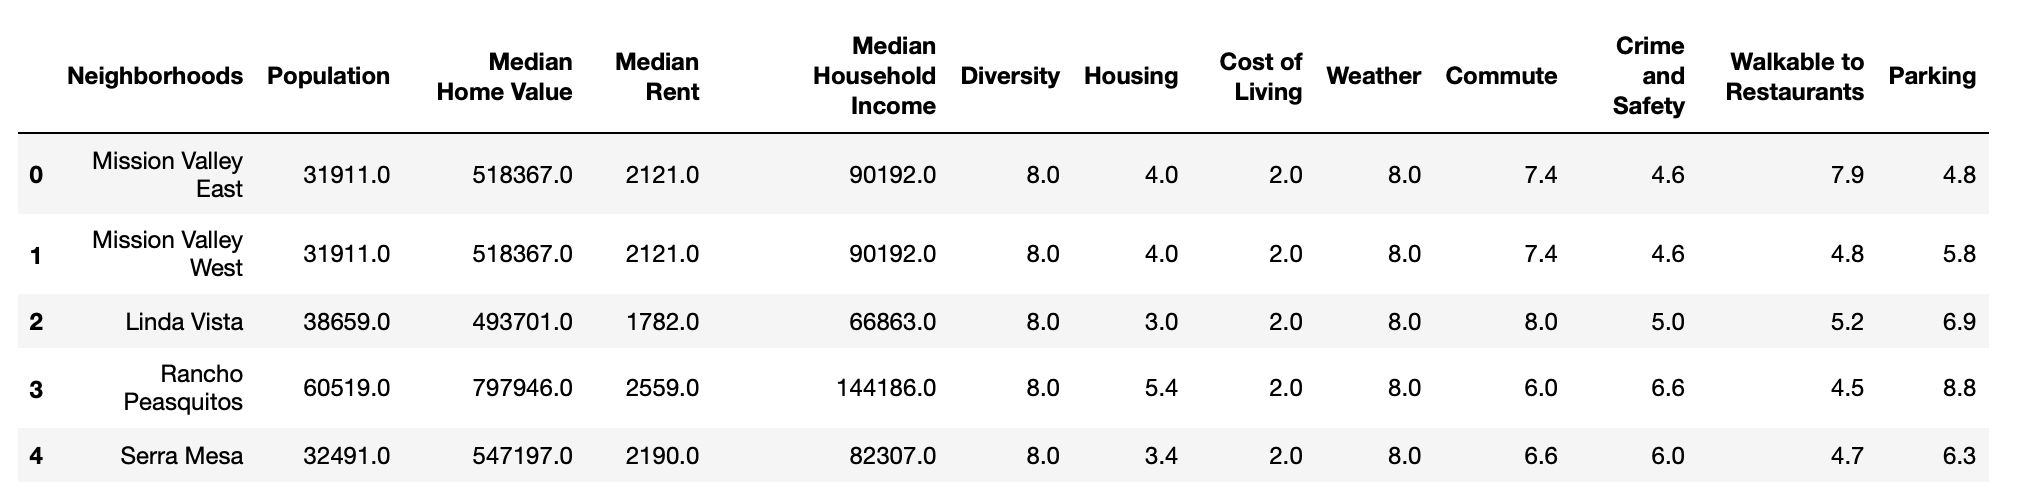 Neighborhoods Population Median Home Value Median Rent Median Household Income Diversity Housing Cost of Living Weather Commute Crime and Safety Walkable to Restaurants Parking
0 Mission Valley East 31911.0 518367.0 2121.0 90192.0 8.0 4.0 2.0 8.0 7.4 4.6 7.9 4.8
1 Mission Valley West 31911.0 518367.0 2121.0 90192.0 8.0 4.0 2.0 8.0 7.4 4.6 4.8 5.8
2 Linda Vista 38659.0 493701.0 1782.0 66863.0 8.0 3.0 2.0 8.0 8.0 5.0 5.2 6.9
3 Rancho Peasquitos 60519.0 797946.0 2559.0 144186.0 8.0 5.4 2.0 8.0 6.0 6.6 4.5 8.8
4 Serra Mesa 32491.0 547197.0 2190.0 82307.0 8.0 3.4 2.0 8.0 6.6 6.0 4.7 6.3